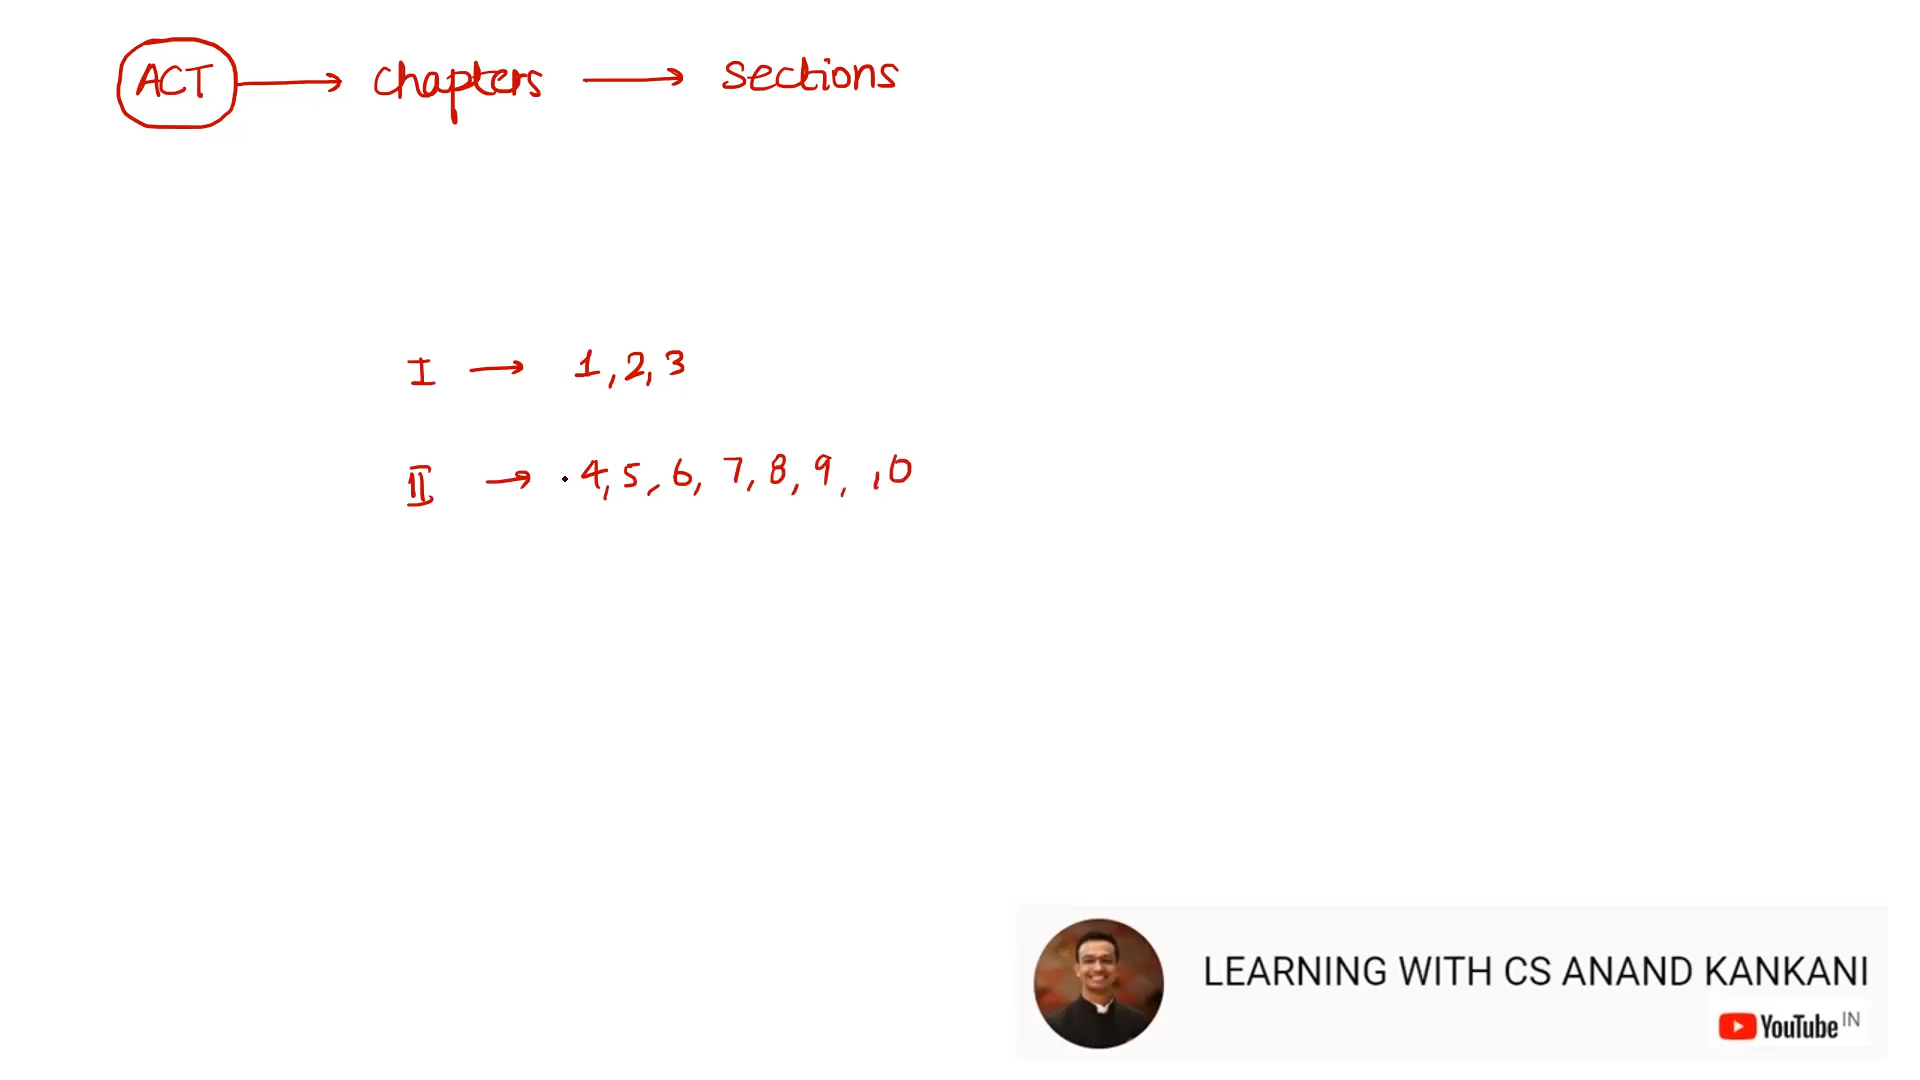 ACT → chapters → sections
I → 1, 2, 3
II → 4, 5, 6, 7, 8, 9, , 0
LEARNING WITH CS ANAND KANKANI
YouTube IN